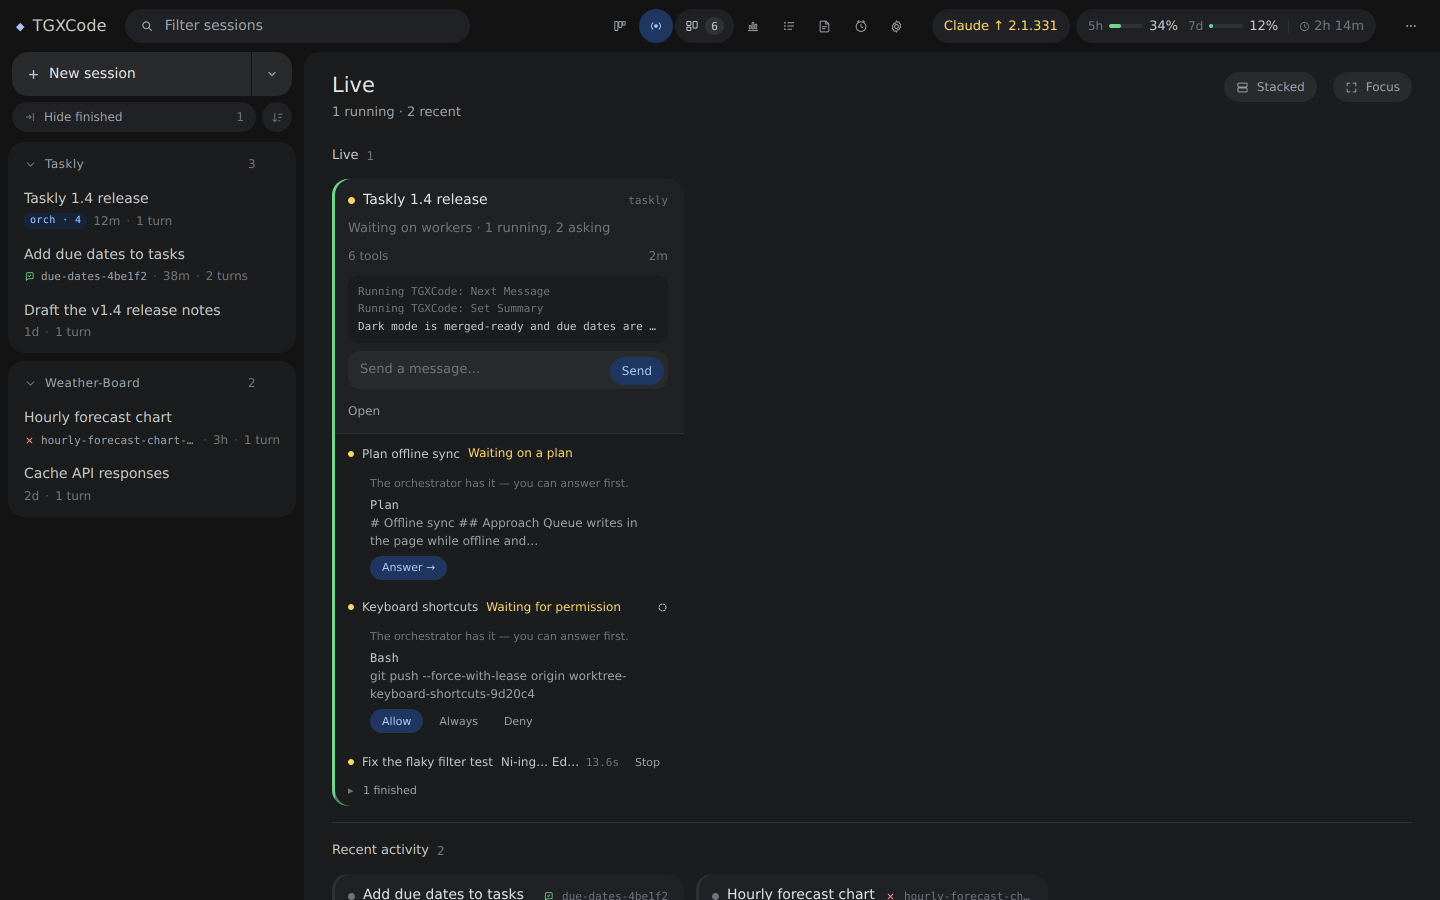 TGXCode
Filter sessions
6
Claude ↑ 2.1.331
5h 34% 7d 12% 2h 14m
+ New session
Hide finished 1
Taskly 3
Taskly 1.4 release
orch · 4 12m · 1 turn
Add due dates to tasks
due-dates-4be1f2 · 38m · 2 turns
Draft the v1.4 release notes
1d · 1 turn
Weather-Board 2
Hourly forecast chart
hourly-forecast-chart-… · 3h · 1 turn
Cache API responses
2d · 1 turn
Live
1 running · 2 recent
Stacked
Focus
Live 1
Taskly 1.4 release taskly
Waiting on workers · 1 running, 2 asking
6 tools 2m
Running TGXCode: Next Message
Running TGXCode: Set Summary
Dark mode is merged-ready and due dates are …
Send a message…
Send
Open
Plan offline sync Waiting on a plan
The orchestrator has it — you can answer first.
Plan
# Offline sync ## Approach Queue writes in
the page while offline and…
Answer →
Keyboard shortcuts Waiting for permission
The orchestrator has it — you can answer first.
Bash
git push --force-with-lease origin worktree-
keyboard-shortcuts-9d20c4
Allow Always Deny
Fix the flaky filter test Ni-ing… Ed… 13.6s Stop
1 finished
Recent activity 2
Add due dates to tasks due-dates-4be1f2
Hourly forecast chart hourly-forecast-ch…